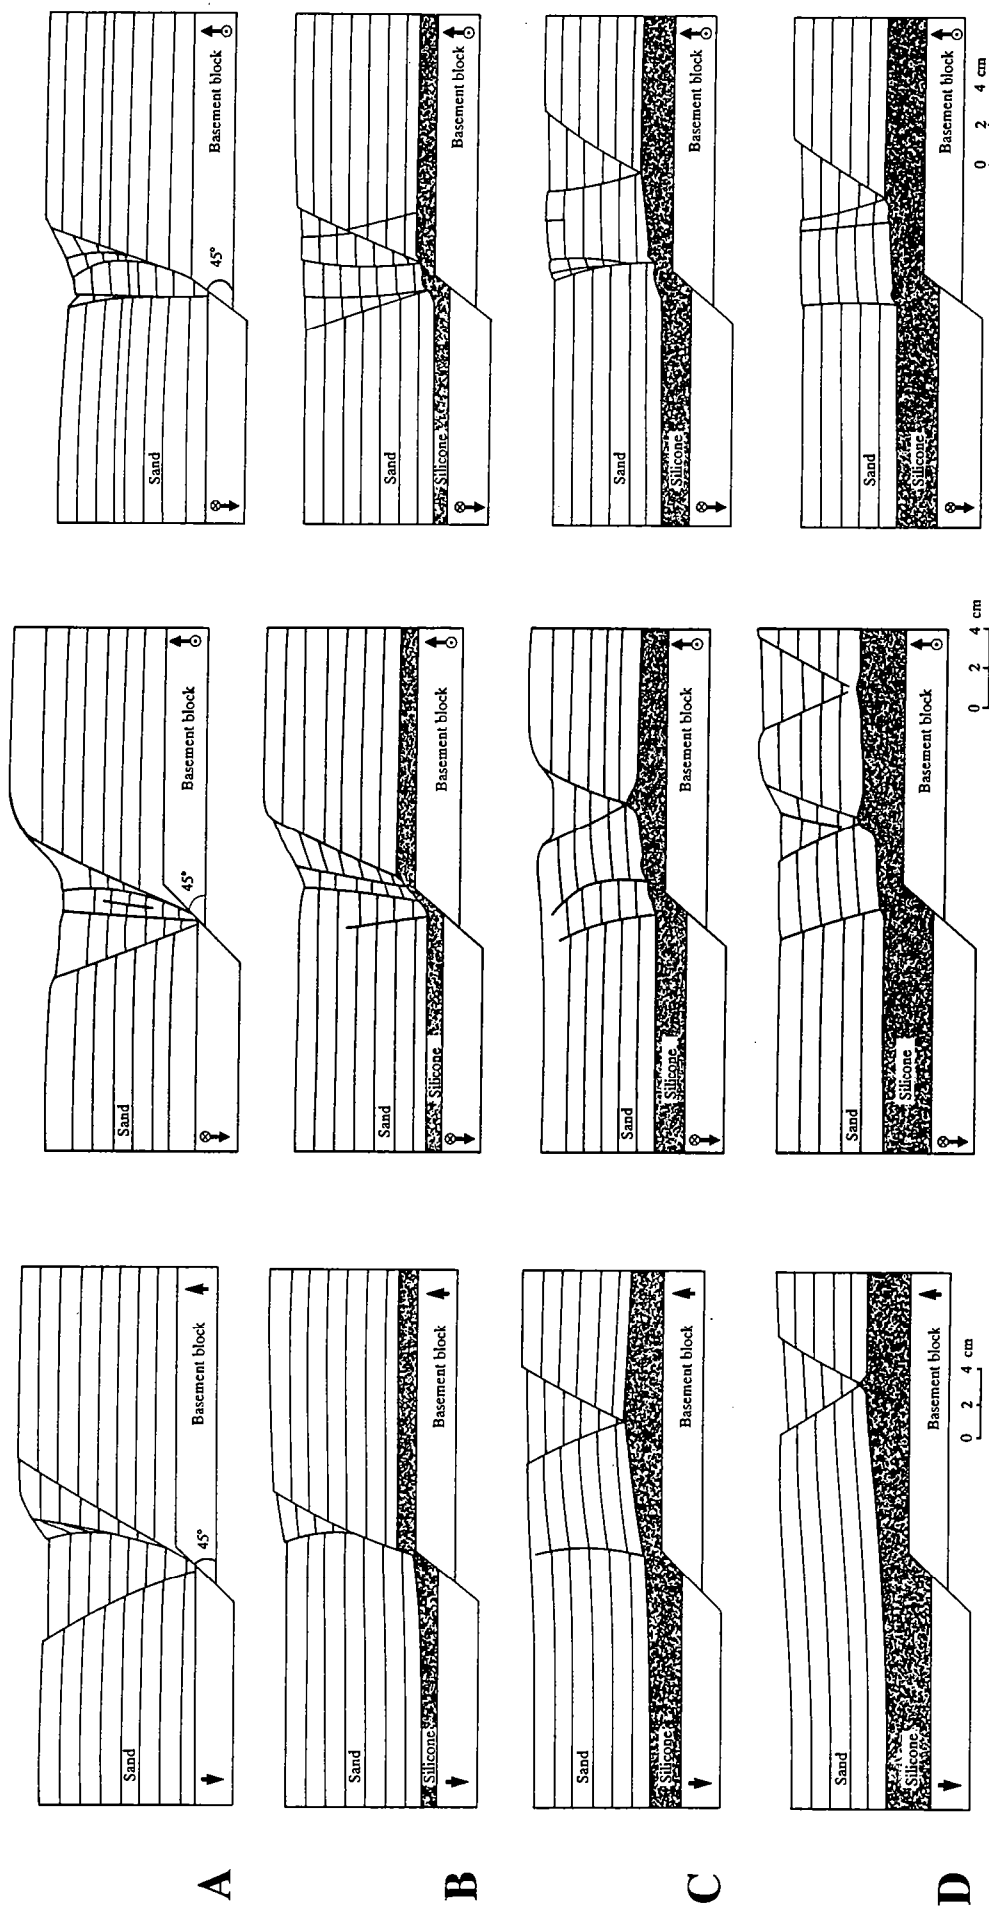 A
Sand
Basement block
45°
Sand
Basement block
45°
Sand
Basement block
45°
B
Sand
Silicone
Basement block
Sand
Silicone
Basement block
Sand
Silicone
Basement block
C
Sand
Silicone
Basement block
Sand
Silicone
Basement block
Sand
Silicone
Basement block
D
Sand
Silicone
Basement block
0 2 4 cm
Sand
Silicone
Basement block
0 2 4 cm
Sand
Silicone
Basement block
0 2 4 cm